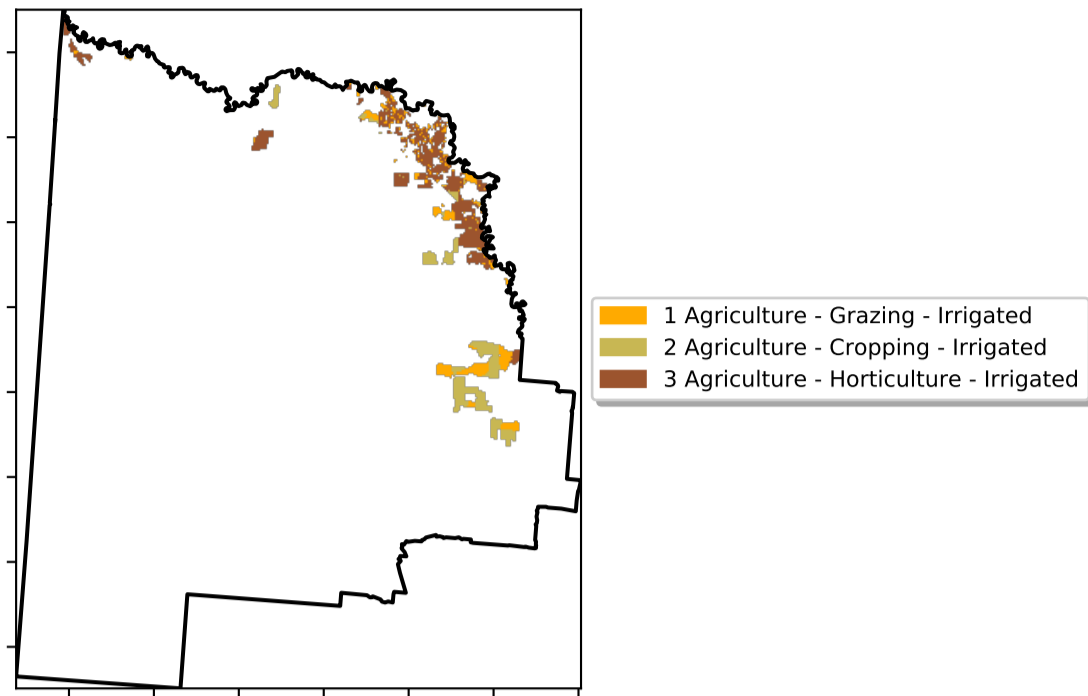 1 Agriculture - Grazing - Irrigated
2 Agriculture - Cropping - Irrigated
3 Agriculture - Horticulture - Irrigated